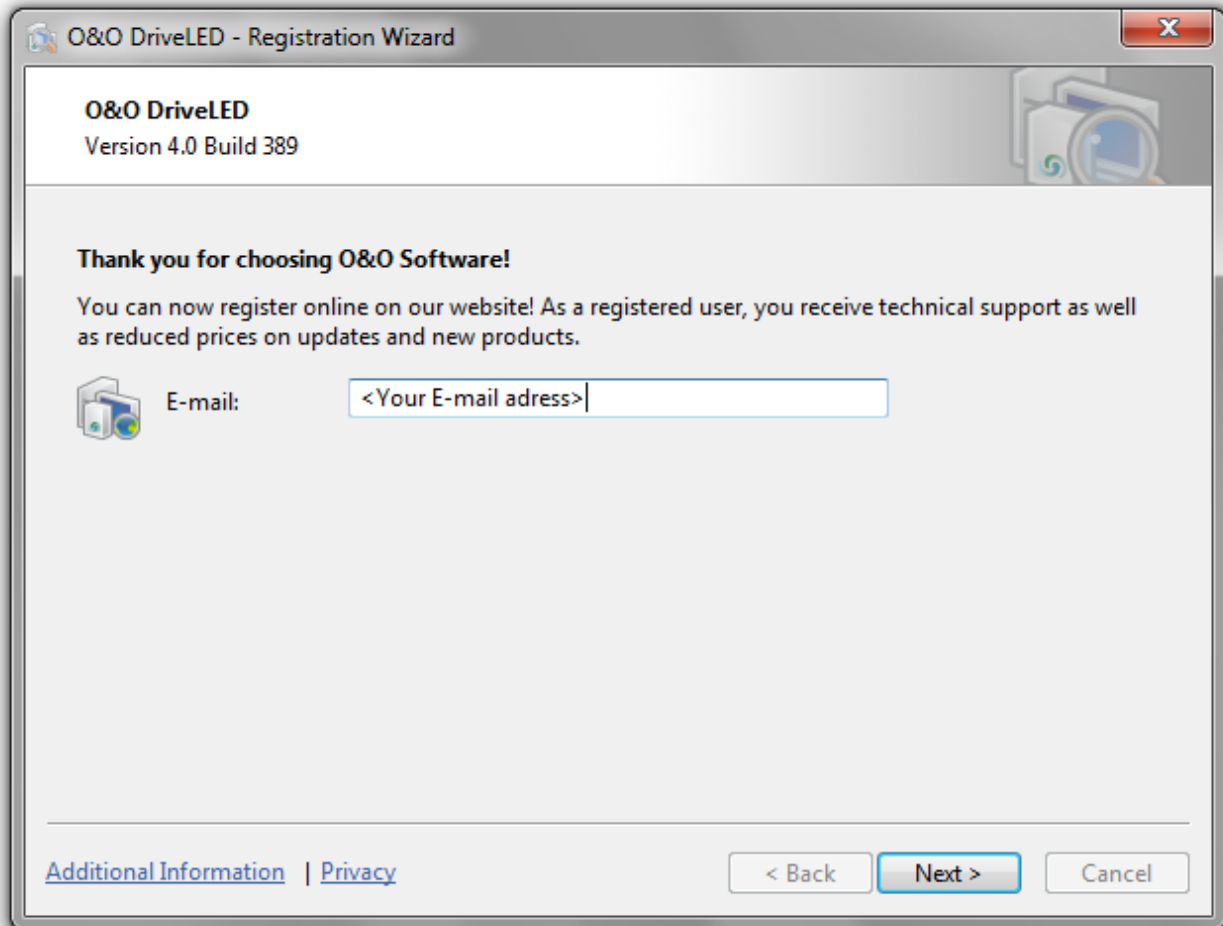 O&O DriveLED - Registration Wizard
O&O DriveLED
Version 4.0 Build 389
Thank you for choosing O&O Software!
You can now register online on our website! As a registered user, you receive technical support as well
as reduced prices on updates and new products.
E-mail:
<Your E-mail adress>
Additional Information | Privacy
< Back
Next >
Cancel